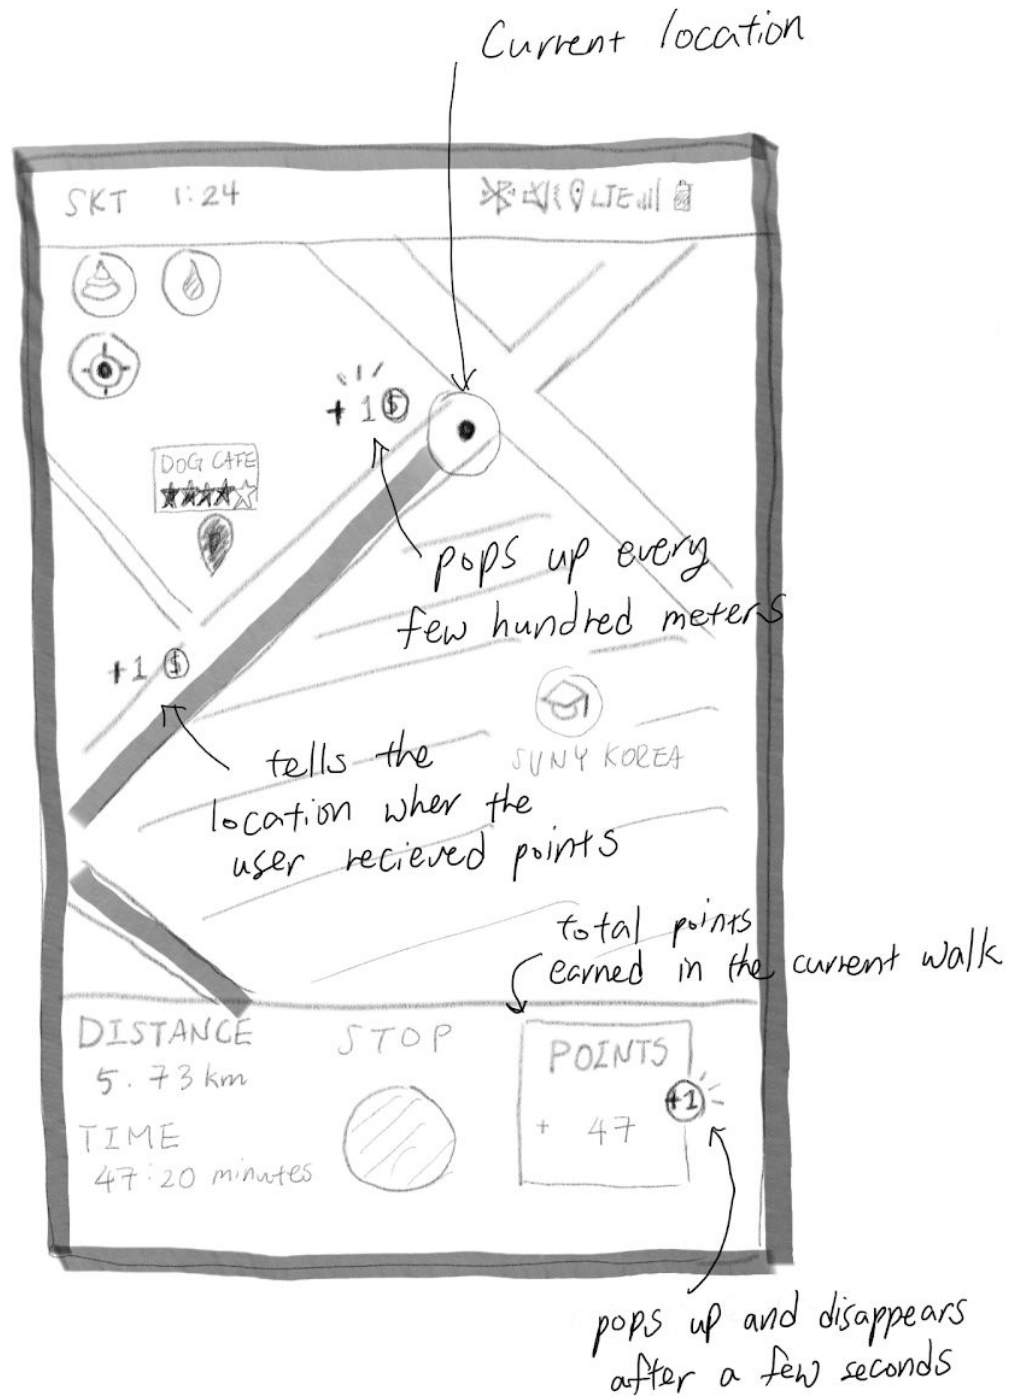 Current location
SKT 1:24
LTE
+1$
DOG CAFE
pops up every
few hundred meters
+1$
SUNY KOREA
tells the
location wher the
user recieved points
total points
earned in the current walk
DISTANCE
5.73 km
TIME
47:20 minutes
STOP
POINTS
+ 47
+1
pops up and disappears
after a few seconds